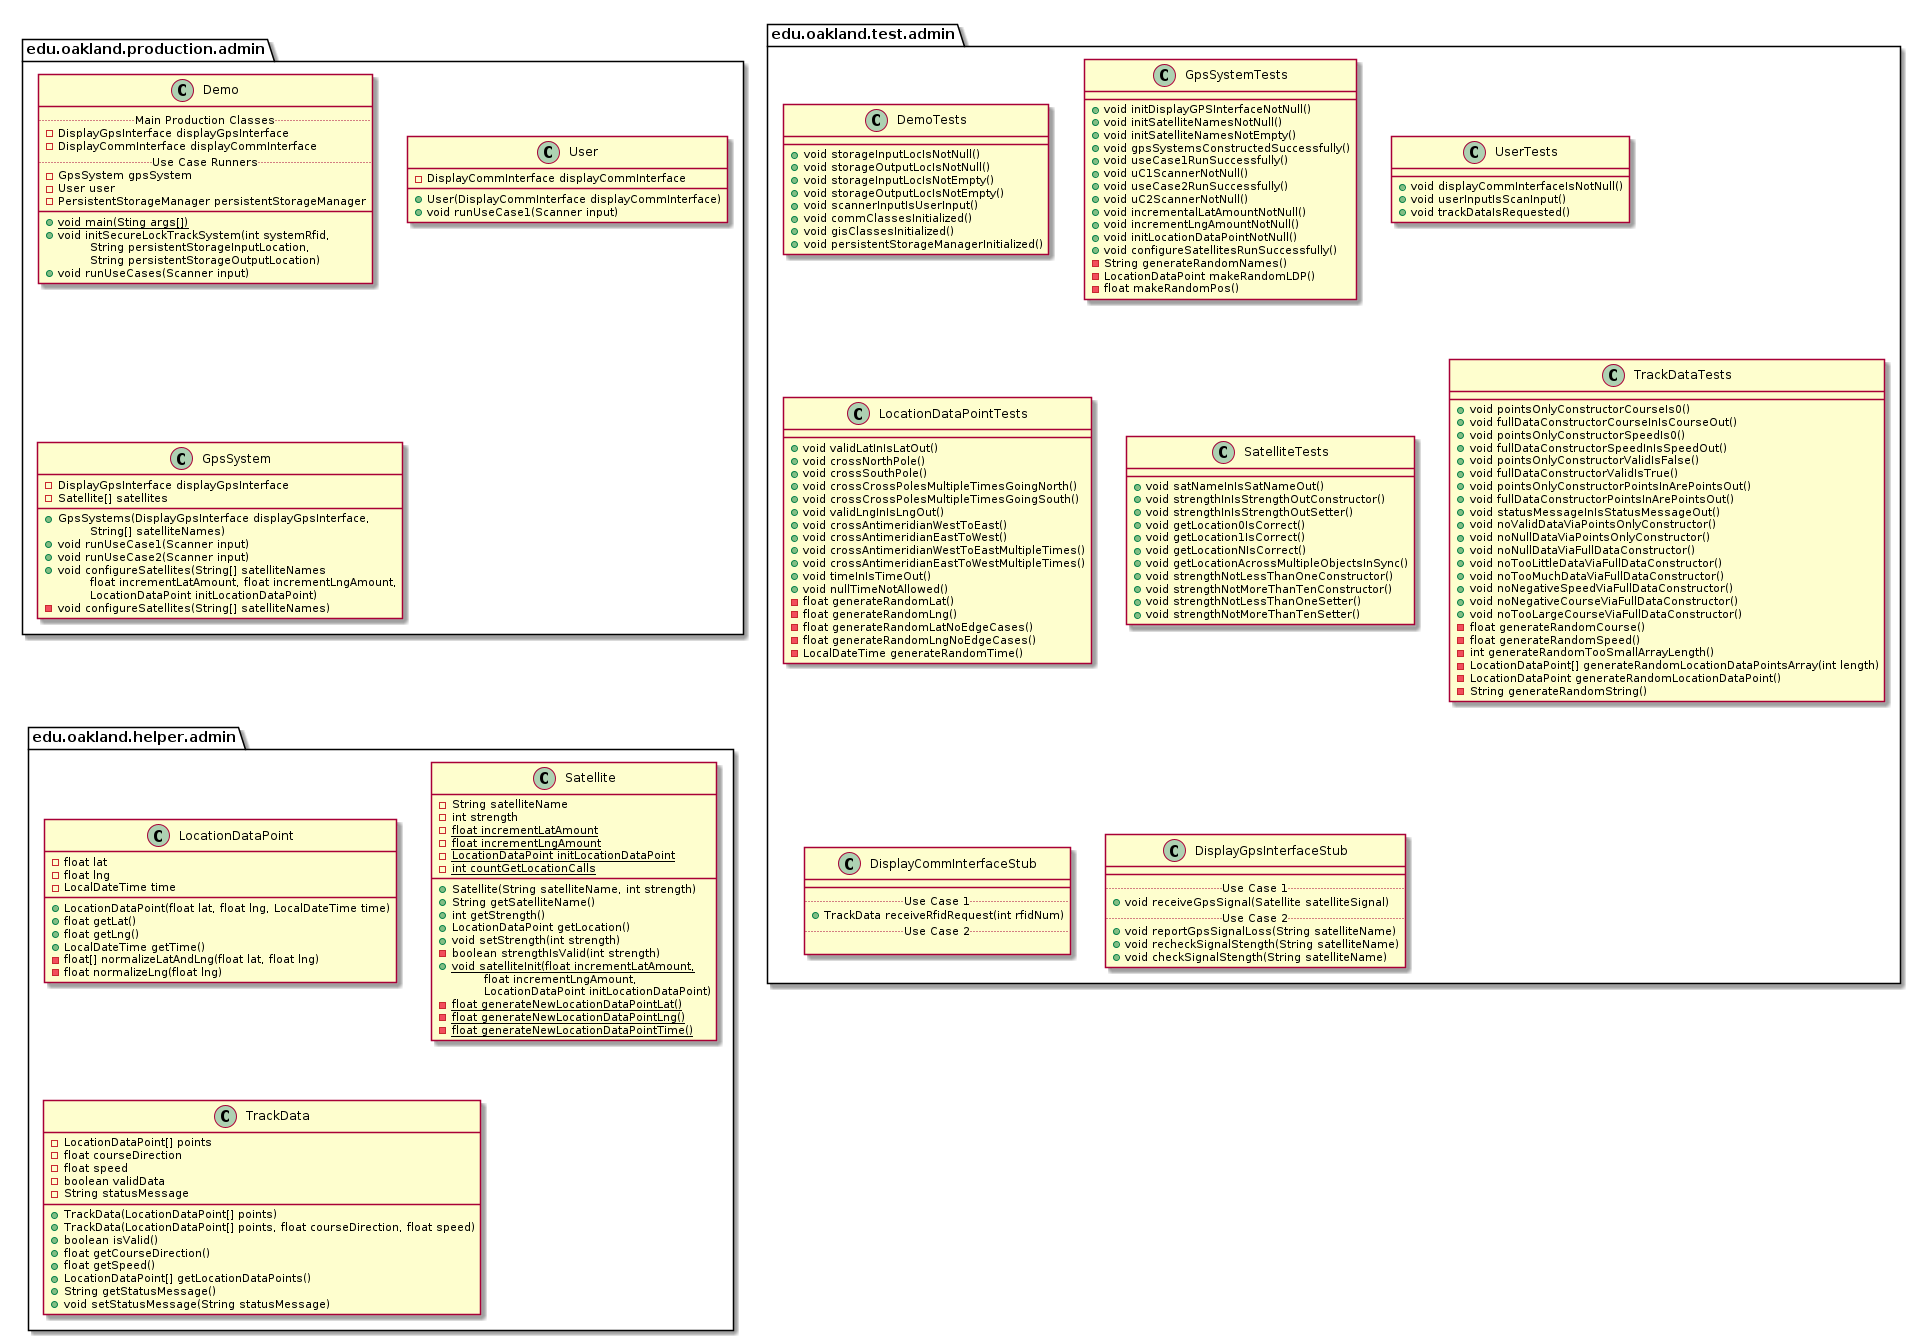 edu.oakland.production.admin
C Demo
Main Production Classes
DisplayGpsInterface displayGpsInterface
DisplayCommInterface displayCommInterface
Use Case Runners
GpsSystem gpsSystem
User user
PersistentStorageManager persistentStorageManager
void main(Sting args[])
void initSecureLockTrackSystem(int systemRfid,
String persistentStorageInputLocation,
String persistentStorageOutputLocation)
void runUseCases(Scanner input)
C User
DisplayCommInterface displayCommInterface
User(DisplayCommInterface displayCommInterface)
void runUseCase1(Scanner input)
C GpsSystem
DisplayGpsInterface displayGpsInterface
Satellite[] satellites
GpsSystems(DisplayGpsInterface displayGpsInterface,
String[] satelliteNames)
void runUseCase1(Scanner input)
void runUseCase2(Scanner input)
void configureSatellites(String[] satelliteNames
float incrementLatAmount, float incrementLngAmount,
LocationDataPoint initLocationDataPoint)
void configureSatellites(String[] satelliteNames)
edu.oakland.test.admin
C DemoTests
void storageInputLocIsNotNull()
void storageOutputLocIsNotNull()
void storageInputLocIsNotEmpty()
void storageOutputLocIsNotEmpty()
void scannerInputIsUserInput()
void commClassesInitialized()
void gisClassesInitialized()
void persistentStorageManagerInitialized()
C GpsSystemTests
void initDisplayGPSInterfaceNotNull()
void initSatelliteNamesNotNull()
void initSatelliteNamesNotEmpty()
void gpsSystemsConstructedSuccessfully()
void useCase1RunSuccessfully()
void uC1ScannerNotNull()
void useCase2RunSuccessfully()
void uC2ScannerNotNull()
void incrementalLatAmountNotNull()
void incrementLngAmountNotNull()
void initLocationDataPointNotNull()
void configureSatellitesRunSuccessfully()
String generateRandomNames()
LocationDataPoint makeRandomLDP()
float makeRandomPos()
C UserTests
void displayCommInterfaceIsNotNull()
void userInputIsScanInput()
void trackDataIsRequested()
C LocationDataPointTests
void validLatInIsLatOut()
void crossNorthPole()
void crossSouthPole()
void crossCrossPolesMultipleTimesGoingNorth()
void crossCrossPolesMultipleTimesGoingSouth()
void validLngInIsLngOut()
void crossAntimeridianWestToEast()
void crossAntimeridianEastToWest()
void crossAntimeridianWestToEastMultipleTimes()
void crossAntimeridianEastToWestMultipleTimes()
void timeInIsTimeOut()
void nullTimeNotAllowed()
float generateRandomLat()
float generateRandomLng()
float generateRandomLatNoEdgeCases()
float generateRandomLngNoEdgeCases()
LocalDateTime generateRandomTime()
C SatelliteTests
void satNameInIsSatNameOut()
void strengthInIsStrengthOutConstructor()
void strengthInIsStrengthOutSetter()
void getLocation0IsCorrect()
void getLocation1IsCorrect()
void getLocationNIsCorrect()
void getLocationAcrossMultipleObjectsInSync()
void strengthNotLessThanOneConstructor()
void strengthNotMoreThanTenConstructor()
void strengthNotLessThanOneSetter()
void strengthNotMoreThanTenSetter()
C TrackDataTests
void pointsOnlyConstructorCourseIs0()
void fullDataConstructorCourseInIsCourseOut()
void pointsOnlyConstructorSpeedIs0()
void fullDataConstructorSpeedInIsSpeedOut()
void pointsOnlyConstructorValidIsFalse()
void fullDataConstructorValidIsTrue()
void pointsOnlyConstructorPointsInArePointsOut()
void fullDataConstructorPointsInArePointsOut()
void statusMessageInIsStatusMessageOut()
void noValidDataViaPointsOnlyConstructor()
void noNullDataViaPointsOnlyConstructor()
void noNullDataViaFullDataConstructor()
void noTooLittleDataViaFullDataConstructor()
void noTooMuchDataViaFullDataConstructor()
void noNegativeSpeedViaFullDataConstructor()
void noNegativeCourseViaFullDataConstructor()
void noTooLargeCourseViaFullDataConstructor()
float generateRandomCourse()
float generateRandomSpeed()
int generateRandomTooSmallArrayLength()
LocationDataPoint[] generateRandomLocationDataPointsArray(int length)
LocationDataPoint generateRandomLocationDataPoint()
String generateRandomString()
C DisplayCommInterfaceStub
Use Case 1
TrackData receiveRfidRequest(int rfidNum)
Use Case 2
C DisplayGpsInterfaceStub
Use Case 1
void receiveGpsSignal(Satellite satelliteSignal)
Use Case 2
void reportGpsSignalLoss(String satelliteName)
void recheckSignalStength(String satelliteName)
void checkSignalStength(String satelliteName)
edu.oakland.helper.admin
C LocationDataPoint
float lat
float lng
LocalDateTime time
LocationDataPoint(float lat, float lng, LocalDateTime time)
float getLat()
float getLng()
LocalDateTime getTime()
float[] normalizeLatAndLng(float lat, float lng)
float normalizeLng(float lng)
C Satellite
String satelliteName
int strength
float incrementLatAmount
float incrementLngAmount
LocationDataPoint initLocationDataPoint
int countGetLocationCalls
Satellite(String satelliteName, int strength)
String getSatelliteName()
int getStrength()
LocationDataPoint getLocation()
void setStrength(int strength)
boolean strengthIsValid(int strength)
void satelliteInit(float incrementLatAmount,
float incrementLngAmount,
LocationDataPoint initLocationDataPoint)
float generateNewLocationDataPointLat()
float generateNewLocationDataPointLng()
float generateNewLocationDataPointTime()
C TrackData
LocationDataPoint[] points
float courseDirection
float speed
boolean validData
String statusMessage
TrackData(LocationDataPoint[] points)
TrackData(LocationDataPoint[] points, float courseDirection, float speed)
boolean isValid()
float getCourseDirection()
float getSpeed()
LocationDataPoint[] getLocationDataPoints()
String getStatusMessage()
void setStatusMessage(String statusMessage)